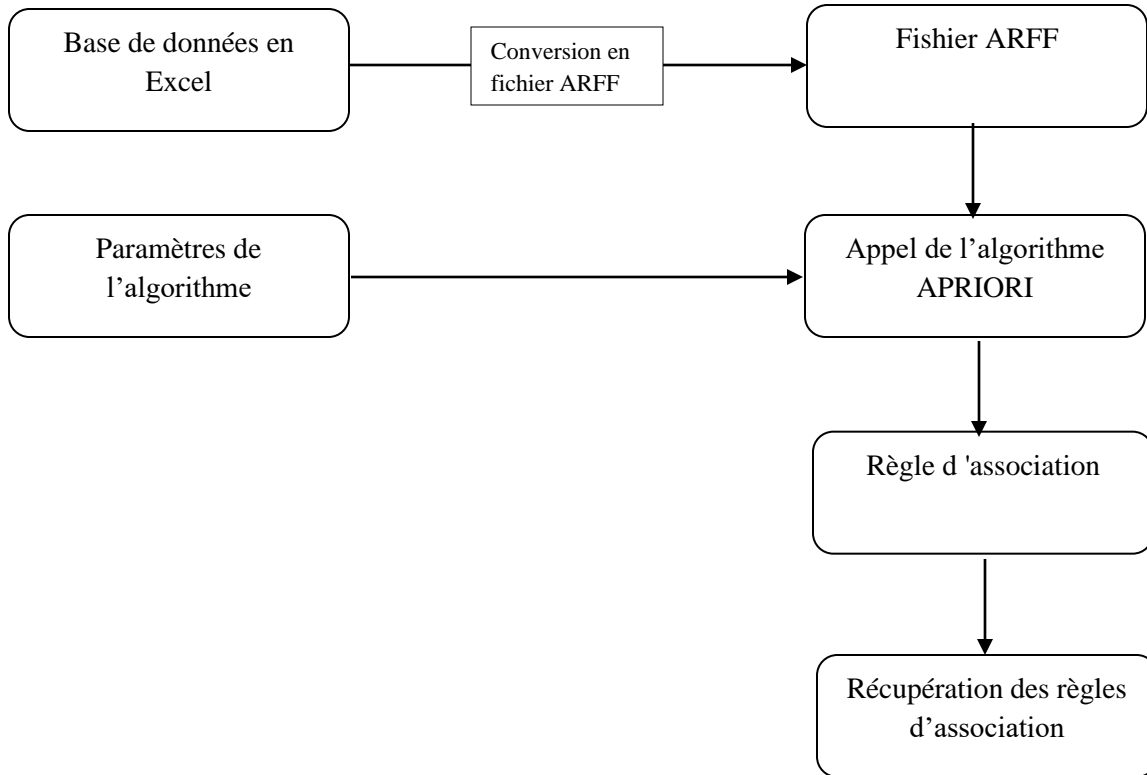 Base de données en
Excel
Conversion en
fichier ARFF
Fishier ARFF
Paramètres de
l’algorithme
Appel de l’algorithme
APRIORI
Règle d 'association
Récupération des règles
d’association